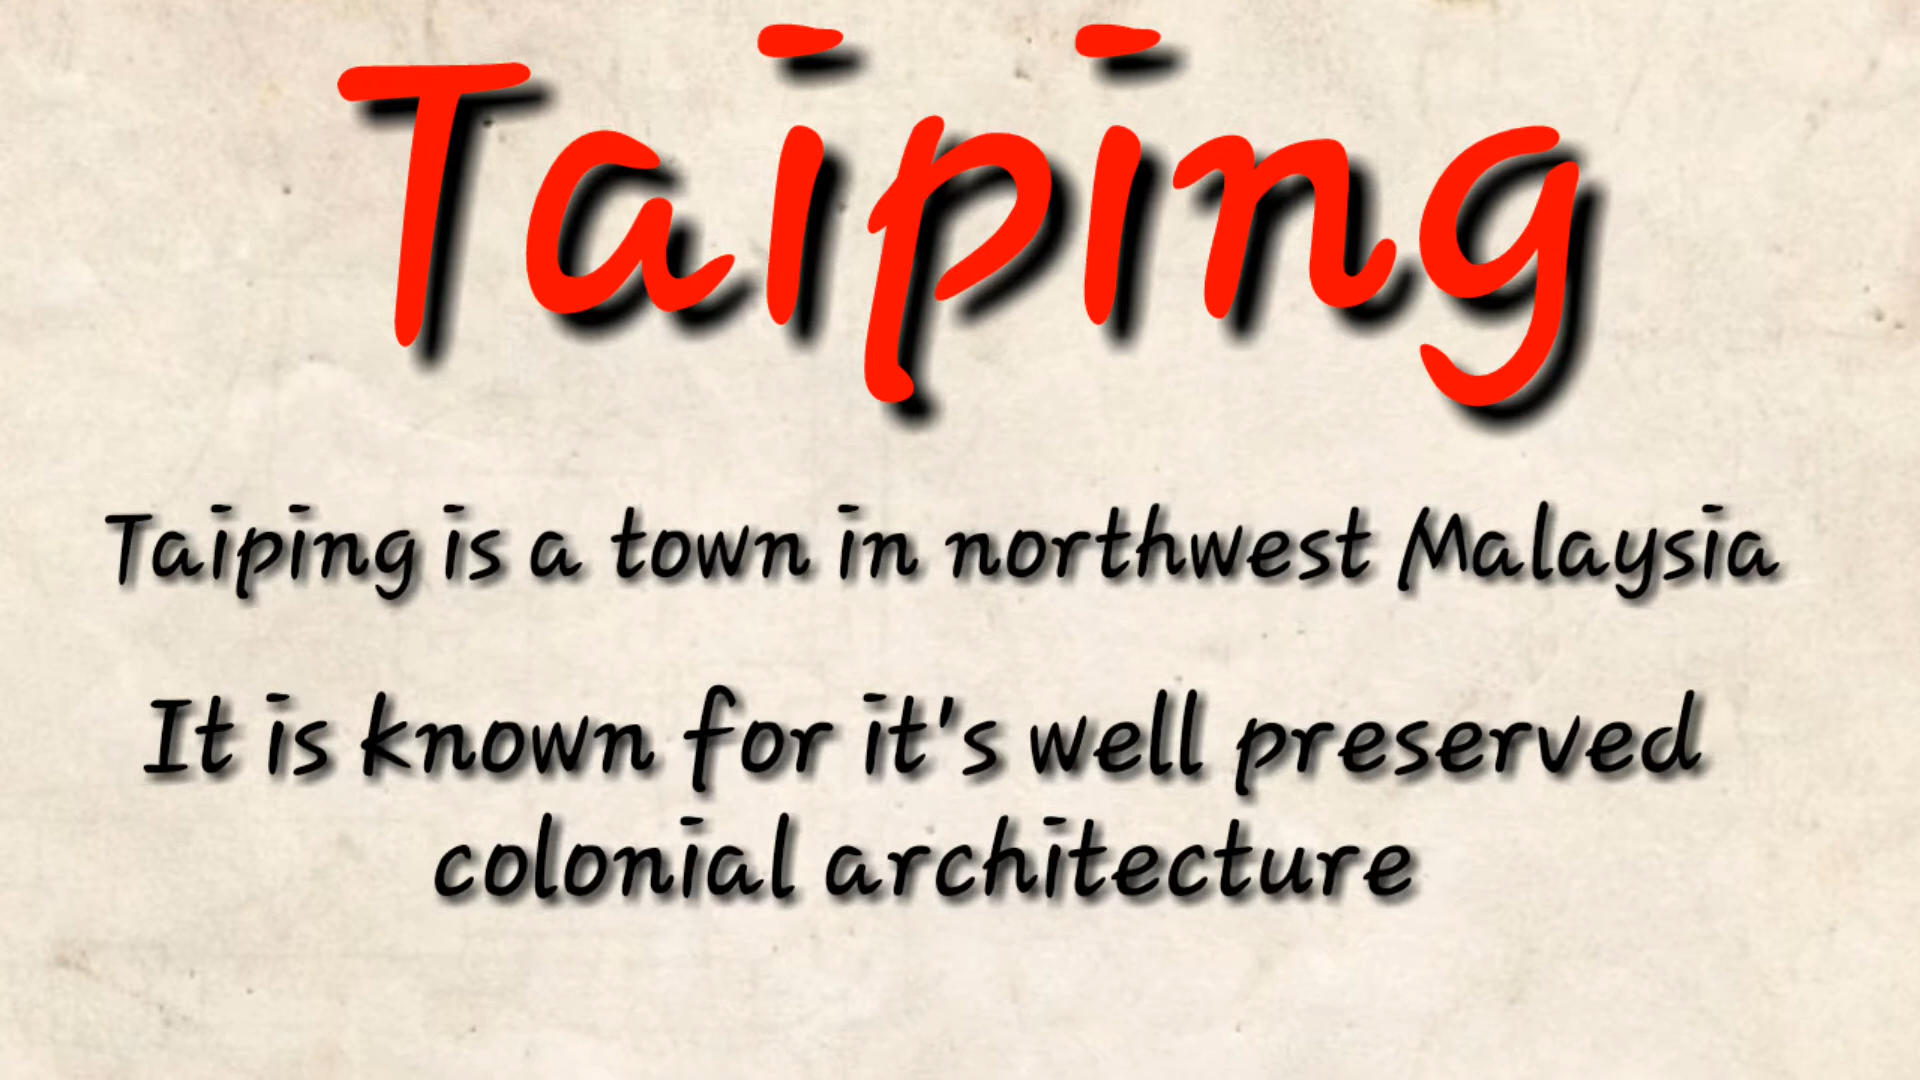 Taiping
Taiping is a town in northwest Malaysia
It is known for it's well preserved
colonial architecture